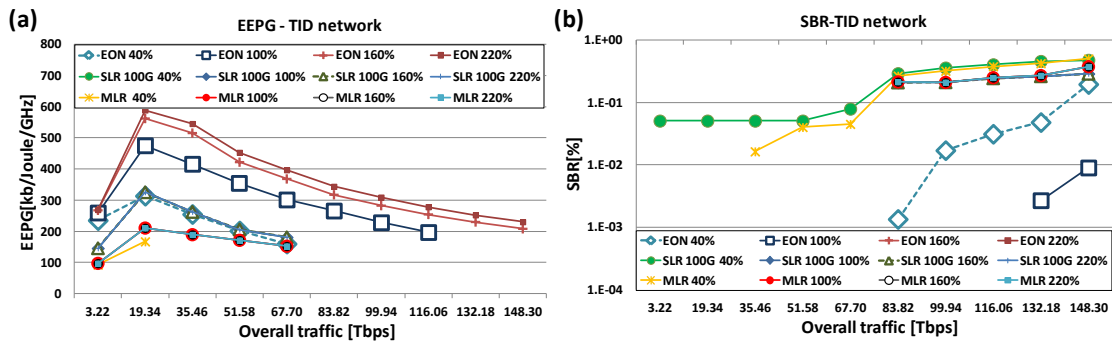 (a)
EEPG - TID network
EEPG[kb/Joule/GHz]
800
700
600
500
400
300
200
100
0
EON 40% EON 100% EON 160% EON 220%
SLR 100G 40% SLR 100G 100% SLR 100G 160% SLR 100G 220%
MLR 40% MLR 100% MLR 160% MLR 220%
3.22 19.34 35.46 51.58 67.70 83.82 99.94 116.06 132.18 148.30
Overall traffic [Tbps]
(b)
SBR-TID network
SBR[%]
1.E+00
1.E-01
1.E-02
1.E-03
1.E-04
EON 40% EON 100% EON 160% EON 220%
SLR 100G 40% SLR 100G 100% SLR 100G 160% SLR 100G 220%
MLR 40% MLR 100% MLR 160% MLR 220%
3.22 19.34 35.46 51.58 67.70 83.82 99.94 116.06 132.18 148.30
Overall traffic [Tbps]